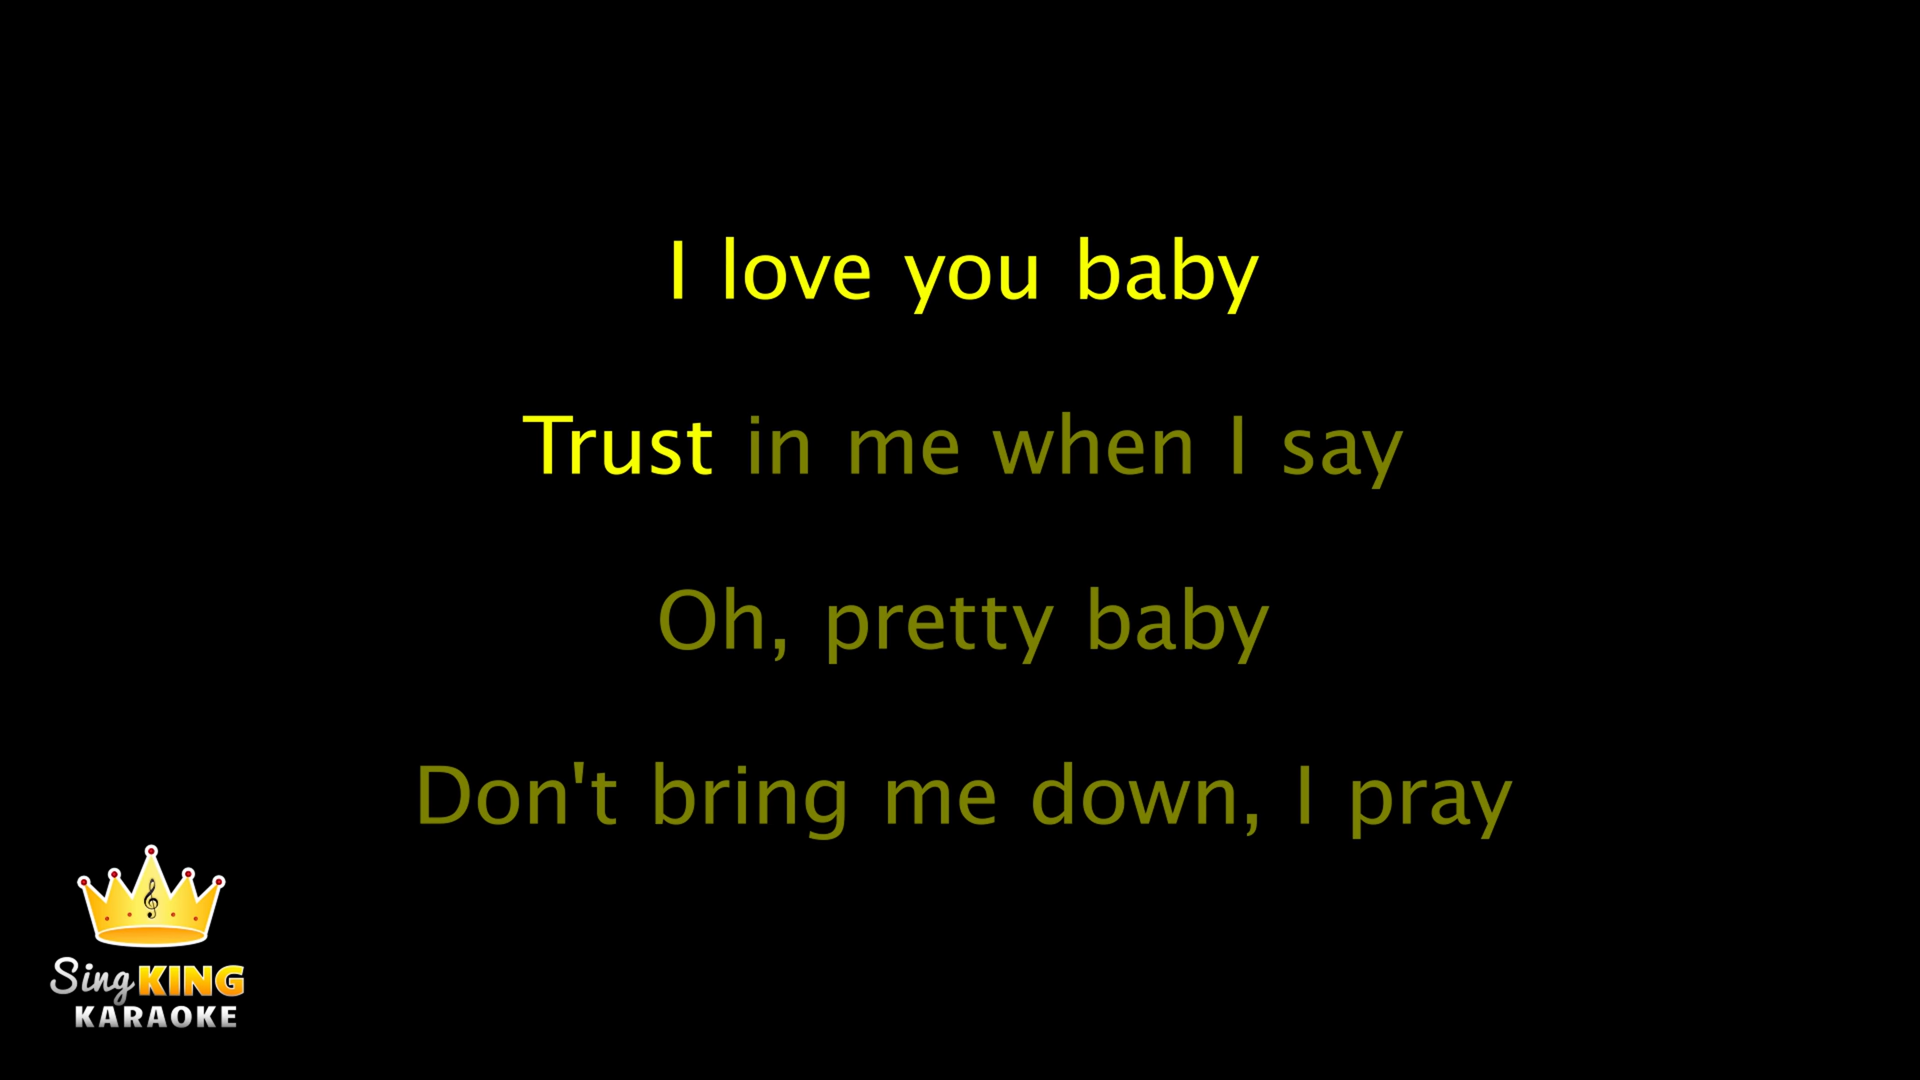 I love you baby
Trust in me when I say
Oh, pretty baby
Don't bring me down, I pray
Sing KING
KARAOKE